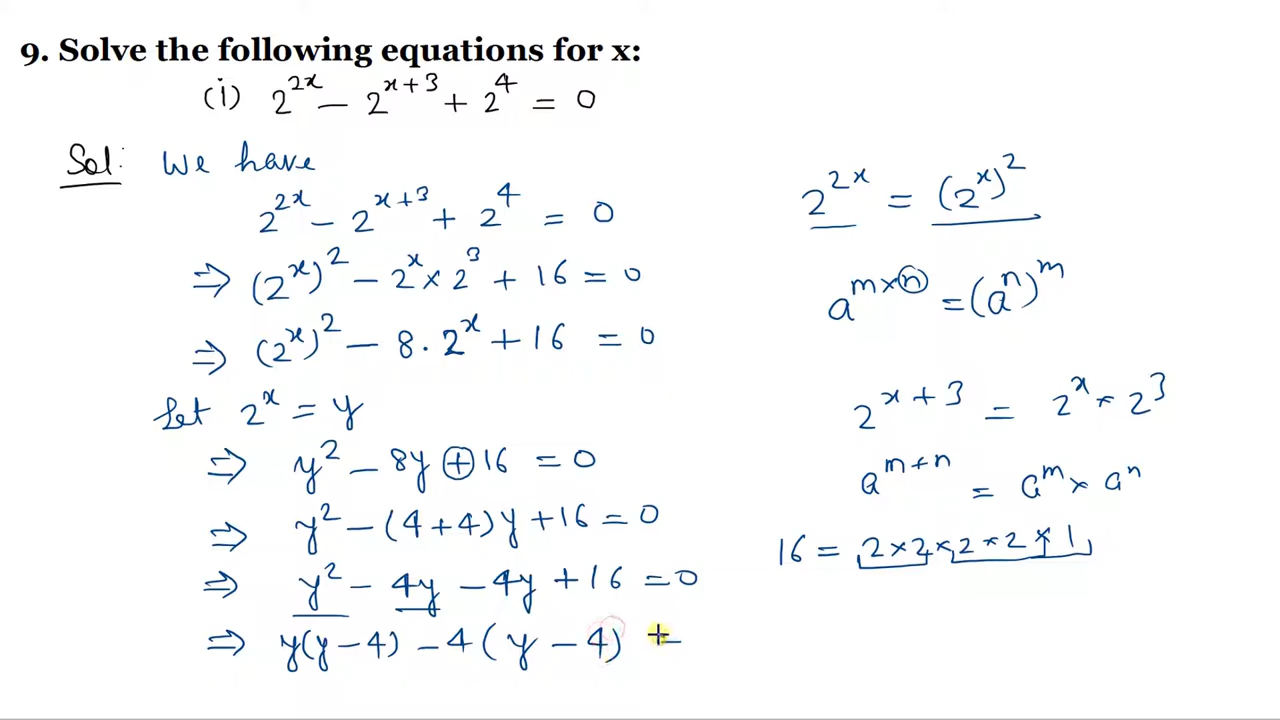 9. Solve the following equations for x:
(i) 2^{2x} - 2^{x+3} + 2^4 = 0
Sol: We have
2^{2x} - 2^{x+3} + 2^4 = 0
⇒ (2^x)^2 - 2^x × 2^3 + 16 = 0
⇒ (2^x)^2 - 8 · 2^x + 16 = 0
Let 2^x = y
⇒ y^2 - 8y + 16 = 0
⇒ y^2 - (4+4)y + 16 = 0
⇒ y^2 - 4y - 4y + 16 = 0
⇒ y(y-4) - 4(y-4) =
2^{2x} = (2^x)^2
a^{m×n} = (a^n)^m
2^{x+3} = 2^x × 2^3
a^{m+n} = a^m × a^n
16 = 2×2×2×2×1